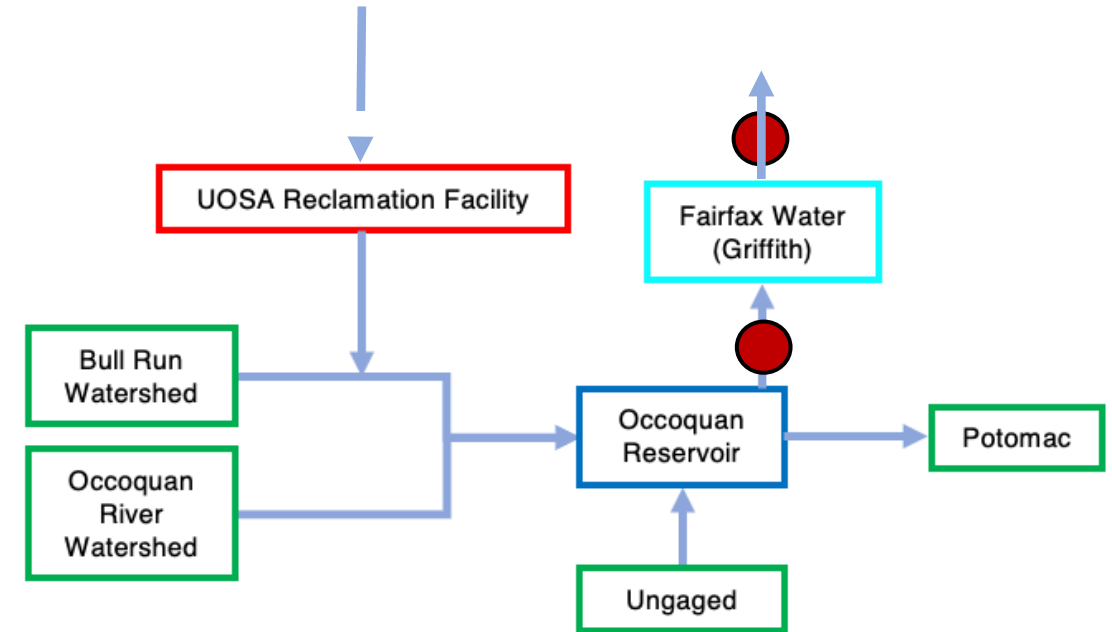 UOSA Reclamation Facility
Fairfax Water
(Griffith)
Bull Run
Watershed
Occoquan
Reservoir
Potomac
Occoquan
River
Watershed
Ungaged